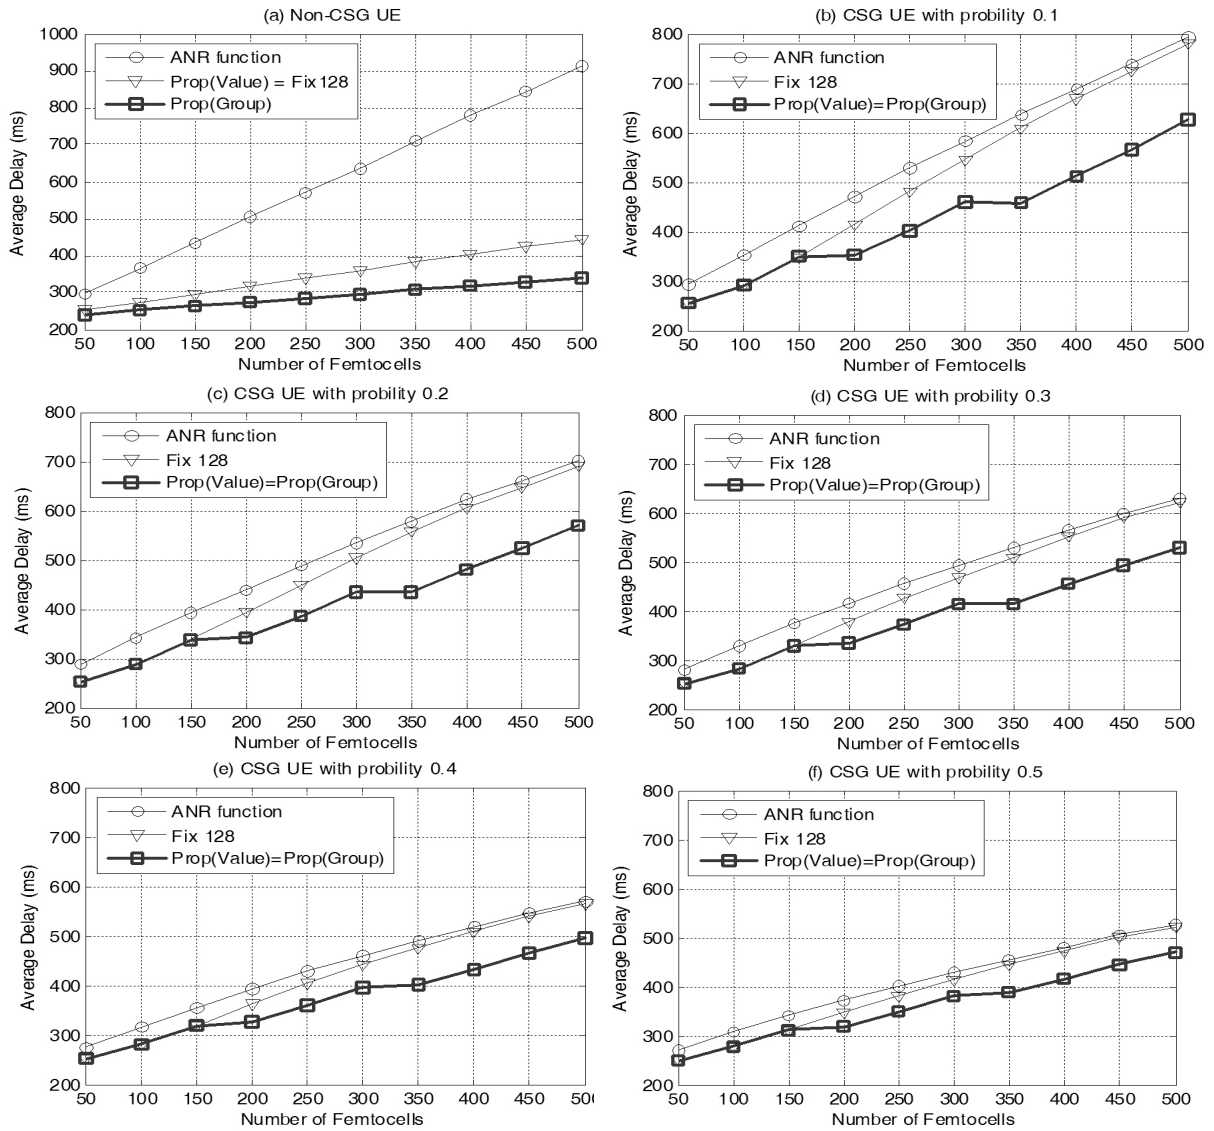 (a) Non-CSG UE
1000
900
800
700
600
500
400
300
200
Average Delay (ms)
ANR function
Prop(Value) = Fix128
Prop(Group)
50 100 150 200 250 300 350 400 450 500
Number of Femtocells
(b) CSG UE with probility 0.1
800
700
600
500
400
300
200
Average Delay (ms)
ANR function
Fix 128
Prop(Value)=Prop(Group)
50 100 150 200 250 300 350 400 450 500
Number of Femtocells
(c) CSG UE with probility 0.2
800
700
600
500
400
300
200
Average Delay (ms)
ANR function
Fix 128
Prop(Value)=Prop(Group)
50 100 150 200 250 300 350 400 450 500
Number of Femtocells
(d) CSG UE with probility 0.3
800
700
600
500
400
300
200
Average Delay (ms)
ANR function
Fix 128
Prop(Value)=Prop(Group)
50 100 150 200 250 300 350 400 450 500
Number of Femtocells
(e) CSG UE with probility 0.4
800
700
600
500
400
300
200
Average Delay (ms)
ANR function
Fix 128
Prop(Value)=Prop(Group)
50 100 150 200 250 300 350 400 450 500
Number of Femtocells
(f) CSG UE with probility 0.5
800
700
600
500
400
300
200
Average Delay (ms)
ANR function
Fix 128
Prop(Value)=Prop(Group)
50 100 150 200 250 300 350 400 450 500
Number of Femtocells